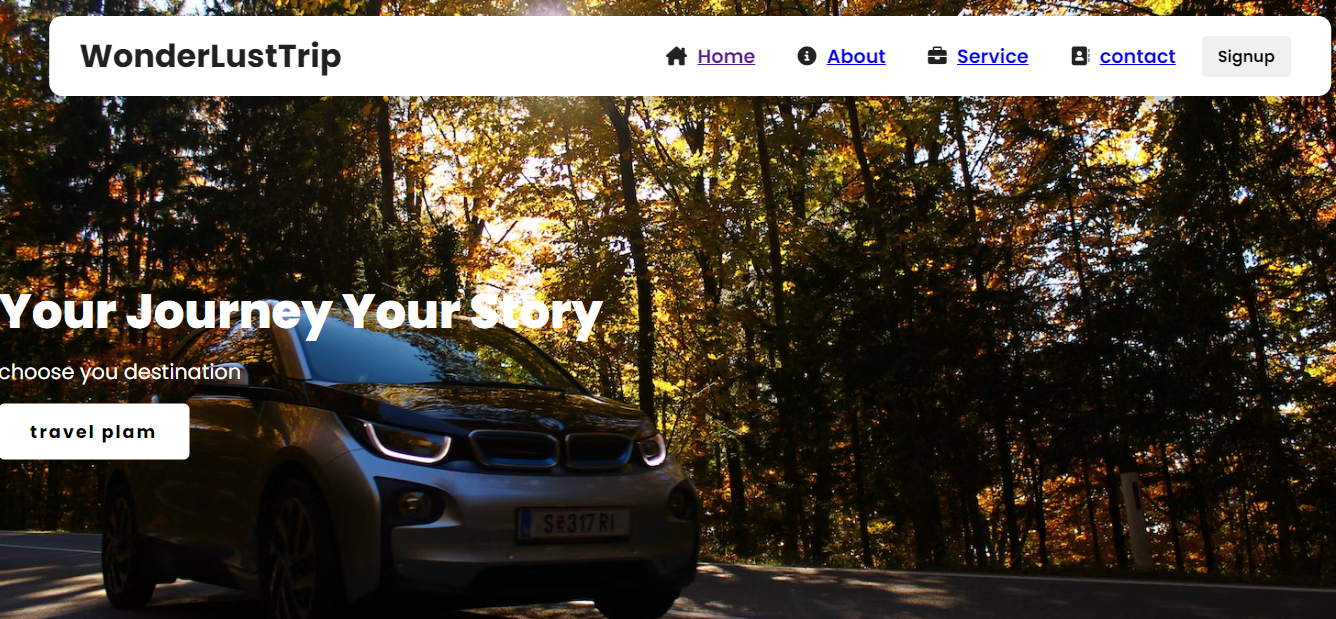 WonderLustTrip
Home About Service contact Signup
Your Journey Your Story
choose you destination
travel plam
S 317 RI